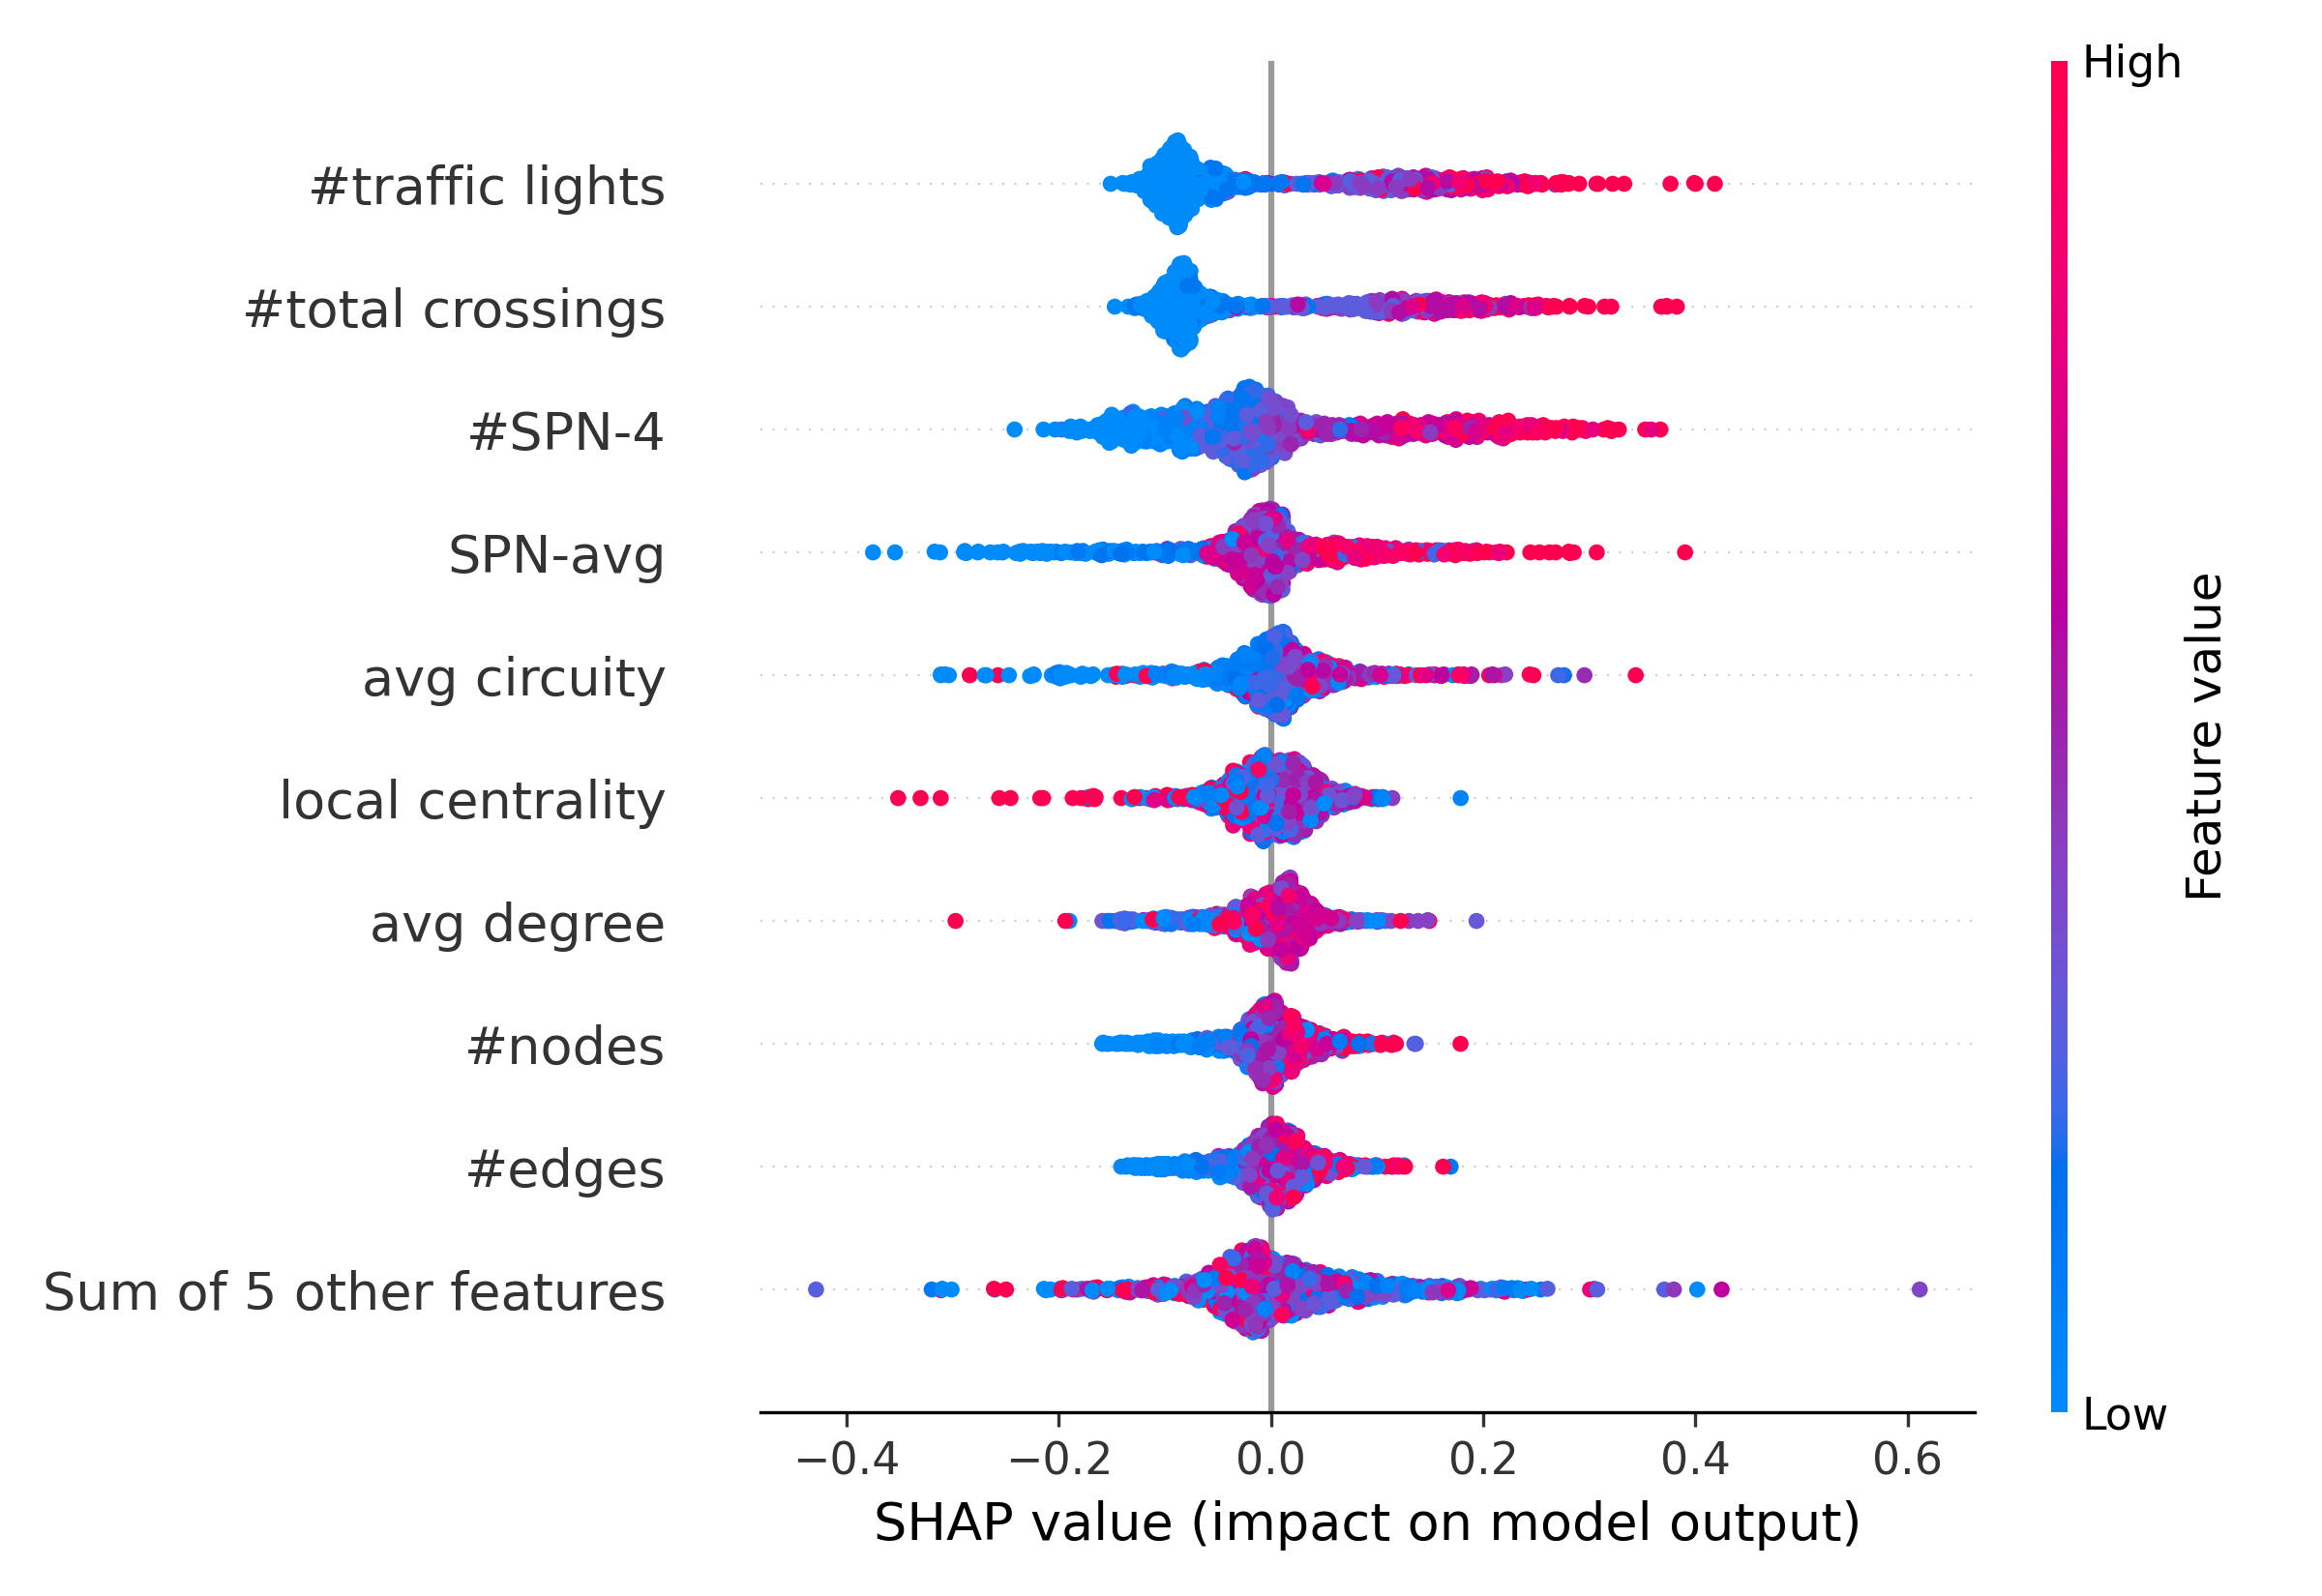 High
#traffic lights
#total crossings
#SPN-4
SPN-avg
avg circuity
local centrality
avg degree
#nodes
#edges
Sum of 5 other features
Feature value
Low
−0.4 −0.2 0.0 0.2 0.4 0.6
SHAP value (impact on model output)